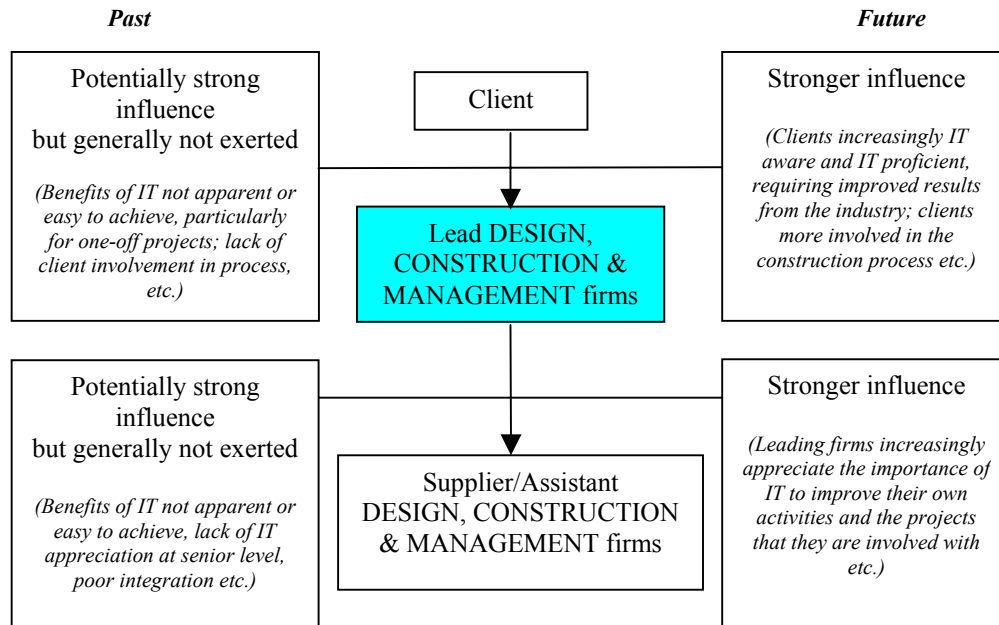 Past
Future
Potentially strong
influence
but generally not exerted
(Benefits of IT not apparent or
easy to achieve, particularly
for one-off projects; lack of
client involvement in process,
etc.)
Client
Stronger influence
(Clients increasingly IT
aware and IT proficient,
requiring improved results
from the industry; clients
more involved in the
construction process etc.)
Lead DESIGN,
CONSTRUCTION &
MANAGEMENT firms
Potentially strong
influence
but generally not exerted
(Benefits of IT not apparent or
easy to achieve, lack of IT
appreciation at senior level,
poor integration etc.)
Supplier/Assistant
DESIGN, CONSTRUCTION
& MANAGEMENT firms
Stronger influence
(Leading firms increasingly
appreciate the importance of
IT to improve their own
activities and the projects
that they are involved with
etc.)